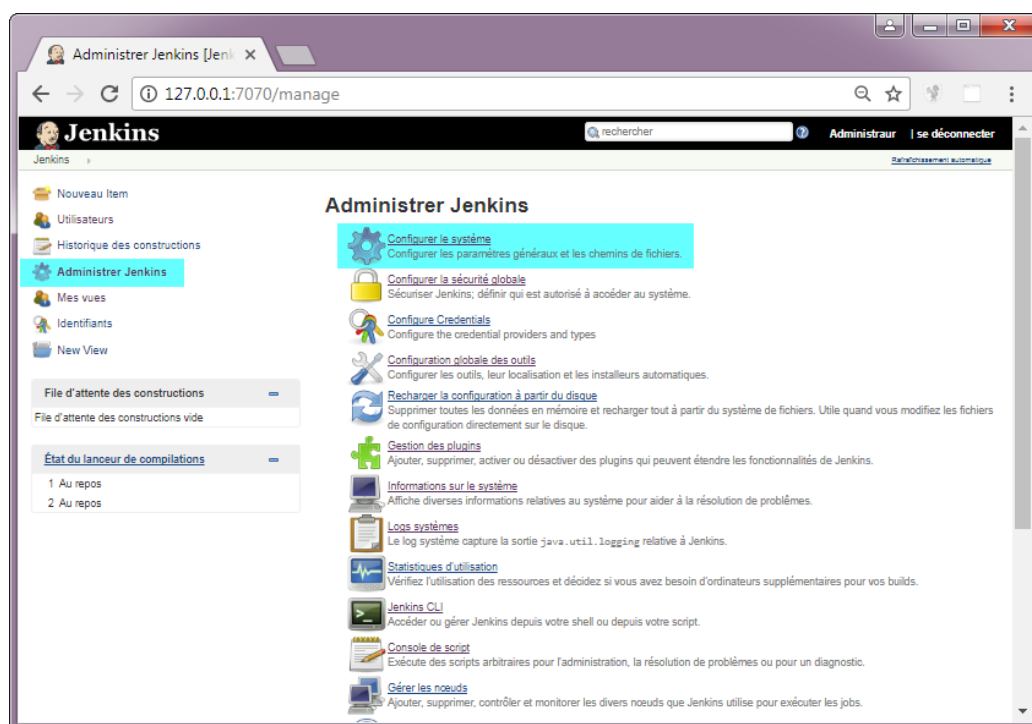 Administrer Jenkins [Jenk
127.0.0.1:7070/manage
Jenkins
rechercher
Administraur | se déconnecter
Jenkins
Rafraîchissement automatique
Nouveau Item
Utilisateurs
Historique des constructions
Administrer Jenkins
Mes vues
Identifiants
New View
File d'attente des constructions
File d'attente des constructions vide
État du lanceur de compilations
1 Au repos
2 Au repos
Administrer Jenkins
Configurer le système
Configurer les paramètres généraux et les chemins de fichiers.
Configurer la sécurité globale
Sécuriser Jenkins; définir qui est autorisé à accéder au système.
Configure Credentials
Configure the credential providers and types
Configuration globale des outils
Configurer les outils, leur localisation et les installeurs automatiques.
Recharger la configuration à partir du disque
Supprimer toutes les données en mémoire et recharger tout à partir du système de fichiers. Utile quand vous modifiez les fichiers
de configuration directement sur le disque.
Gestion des plugins
Ajouter, supprimer, activer ou désactiver des plugins qui peuvent étendre les fonctionnalités de Jenkins.
Informations sur le système
Affiche diverses informations relatives au système pour aider à la résolution de problèmes.
Logs systèmes
Le log système capture la sortie java.util.logging relative à Jenkins.
Statistiques d'utilisation
Vérifiez l'utilisation des ressources et décidez si vous avez besoin d'ordinateurs supplémentaires pour vos builds.
Jenkins CLI
Accéder ou gérer Jenkins depuis votre shell ou depuis votre script.
Console de script
Exécute des scripts arbitraires pour l'administration, la résolution de problèmes ou pour un diagnostic.
Gérer les nœuds
Ajouter, supprimer, contrôler et monitorer les divers nœuds que Jenkins utilise pour exécuter les jobs.